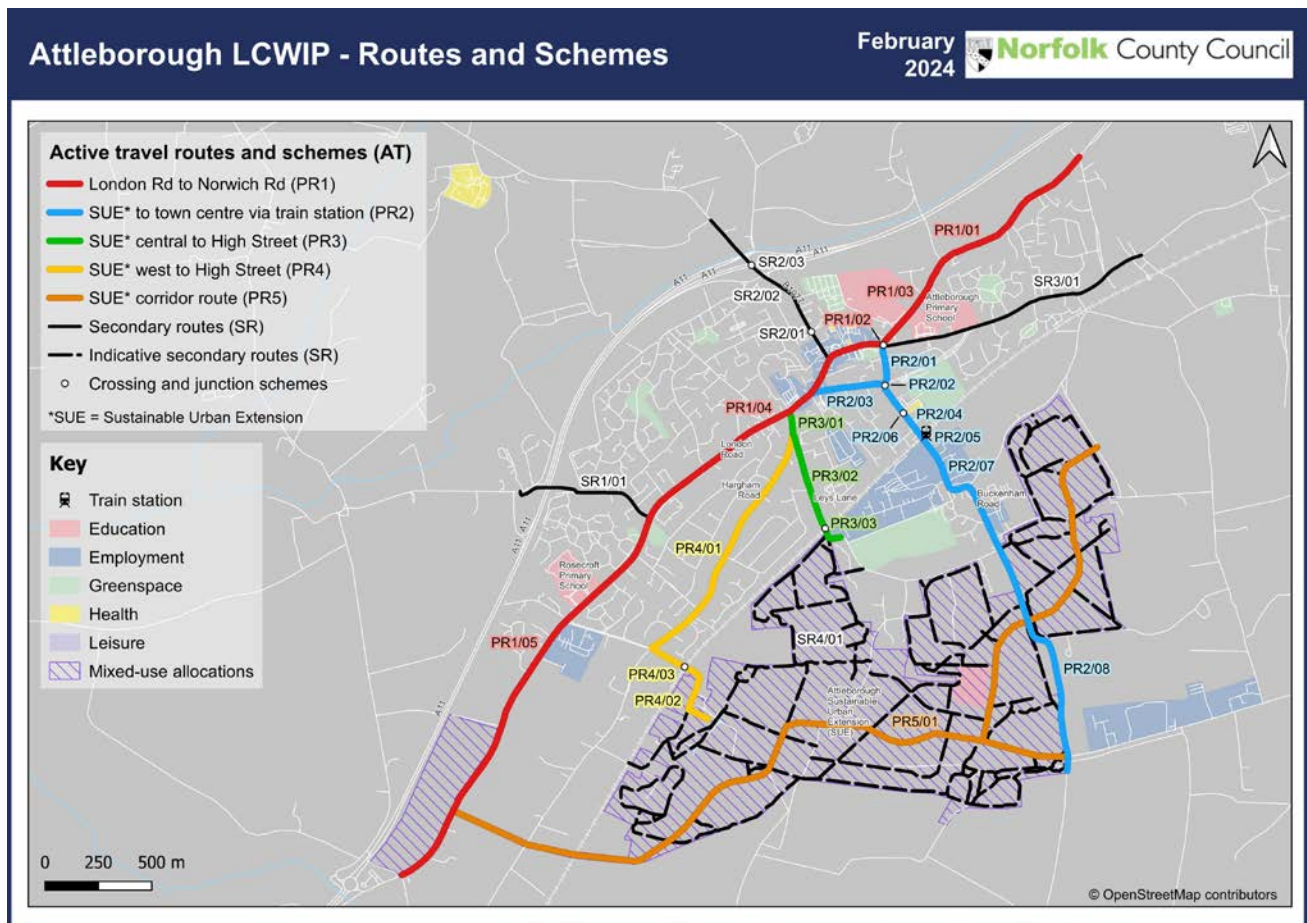 Attleborough LCWIP - Routes and Schemes
February
2024
Norfolk County Council
Active travel routes and schemes (AT)
London Rd to Norwich Rd (PR1)
SUE* to town centre via train station (PR2)
SUE* central to High Street (PR3)
SUE* west to High Street (PR4)
SUE* corridor route (PR5)
Secondary routes (SR)
Indicative secondary routes (SR)
Crossing and junction schemes
*SUE = Sustainable Urban Extension
Key
Train station
Education
Employment
Greenspace
Health
Leisure
Mixed-use allocations
0 250 500 m
PR1/01
A11
A11
SR2/03
A11
A11
SR2/02
PR1/03
Attleborough
Primary
School
SR3/01
PR1/02
SR2/01
PR2/01
PR2/02
PR2/03
PR1/04
PR2/04
PR3/01
PR2/06
PR2/05
London
Road
PR2/07
PR3/02
Hargham
Road
Leys Lane
Buckenham
Road
SR1/01
PR3/03
A11
A11
PR4/01
Rosecroft
Primary
School
PR1/05
SR4/01
PR4/03
PR2/08
PR4/02
Attleborough
Sustainable
Urban
Extension
(SUE)
PR5/01
A11
© OpenStreetMap contributors